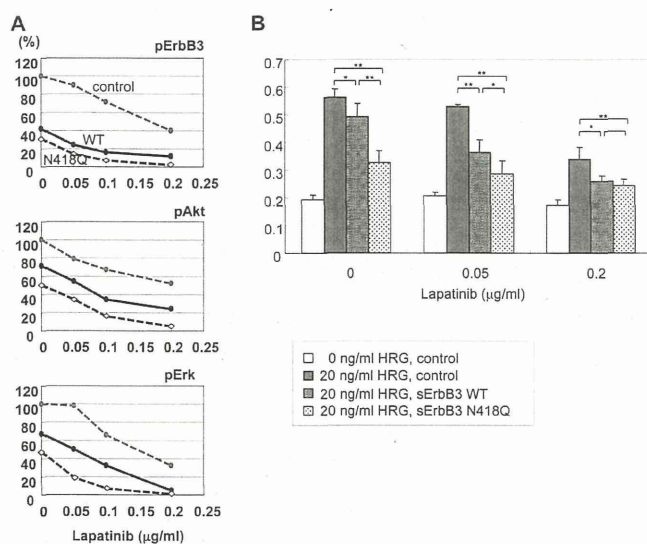 A
(%)
pErbB3
120
100
80
60
40
20
0
control
WT
N418Q
0 0.05 0.1 0.15 0.2 0.25
pAkt
120
100
80
60
40
20
0
0 0.05 0.1 0.15 0.2 0.25
pErk
120
100
80
60
40
20
0
0 0.05 0.1 0.15 0.2 0.25
Lapatinib (μg/ml)
B
0.7
0.6
0.5
0.4
0.3
0.2
0.1
0
** 
* **
**
** *
**
* *
0 0.05 0.2
Lapatinib (μg/ml)
0 ng/ml HRG, control
20 ng/ml HRG, control
20 ng/ml HRG, sErbB3 WT
20 ng/ml HRG, sErbB3 N418Q